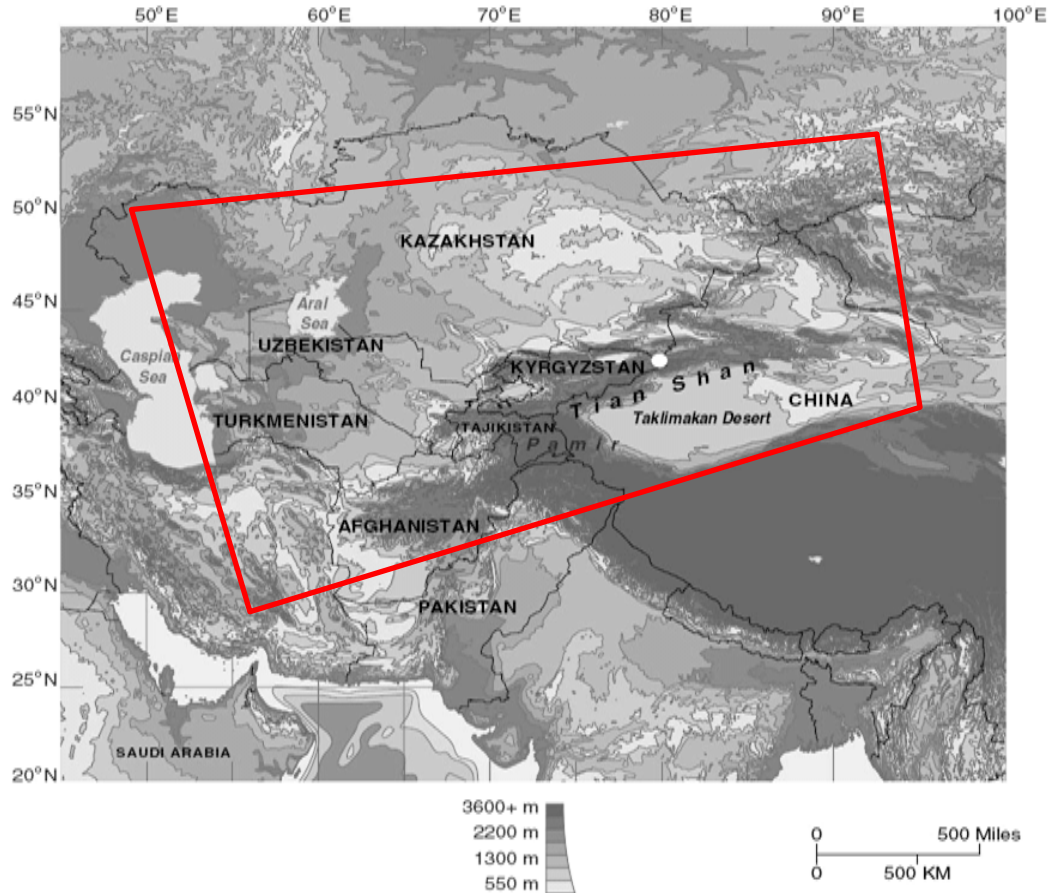 50°E 60°E 70°E 80°E 90°E 100°E
55°N
50°N
KAZAKHSTAN
45°N
Aral
Sea
UZBEKISTAN
Caspian
Sea
KYRGYZSTAN
Tian Shan
40°N
CHINA
TURKMENISTAN
Taklimakan Desert
TAJIKISTAN
Pamir
35°N
AFGHANISTAN
30°N
PAKISTAN
25°N
SAUDI ARABIA
20°N
3600+ m
2200 m
1300 m
550 m
0 500 Miles
0 500 KM